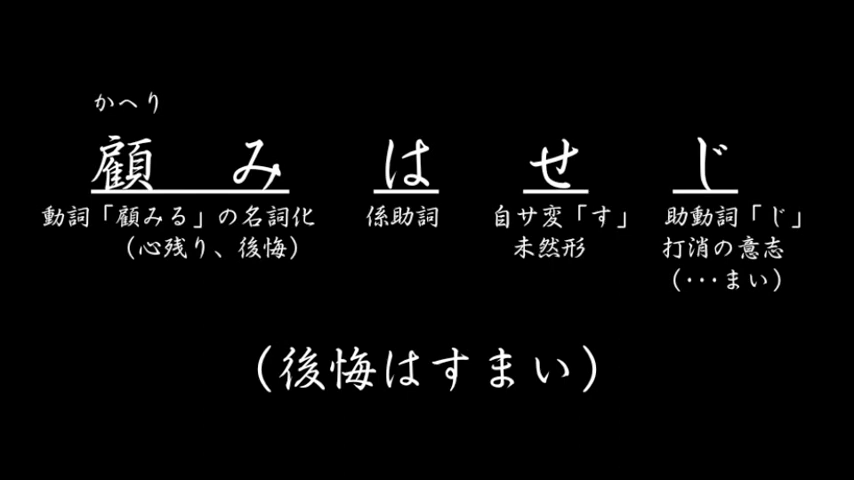 かへり
顧みはせじ
動詞「顧みる」の名詞化 係助詞 自サ変「す」 助動詞「じ」
(心残り、後悔) 未然形 打消の意志
(･･･まい)
(後悔はすまい)